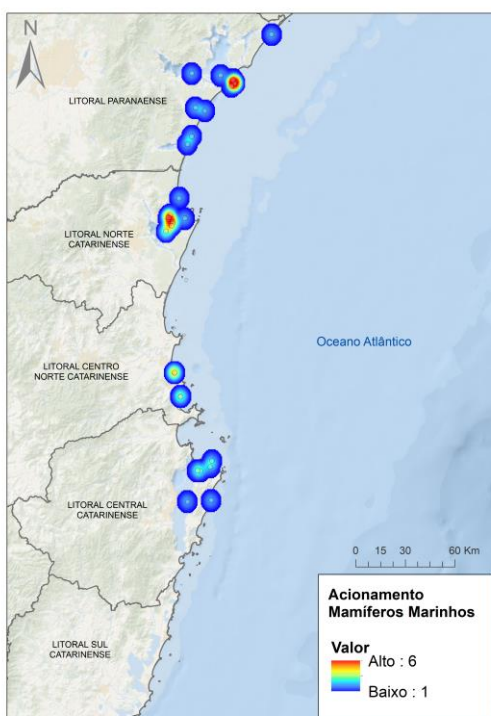 N
LITORAL PARANAENSE
LITORAL NORTE
CATARINENSE
LITORAL CENTRO
NORTE CATARINENSE
Oceano Atlântico
LITORAL CENTRAL
CATARINENSE
0 15 30 60 Km
LITORAL SUL
CATARINENSE
Acionamento
Mamíferos Marinhos
Valor
Alto : 6
Baixo : 1